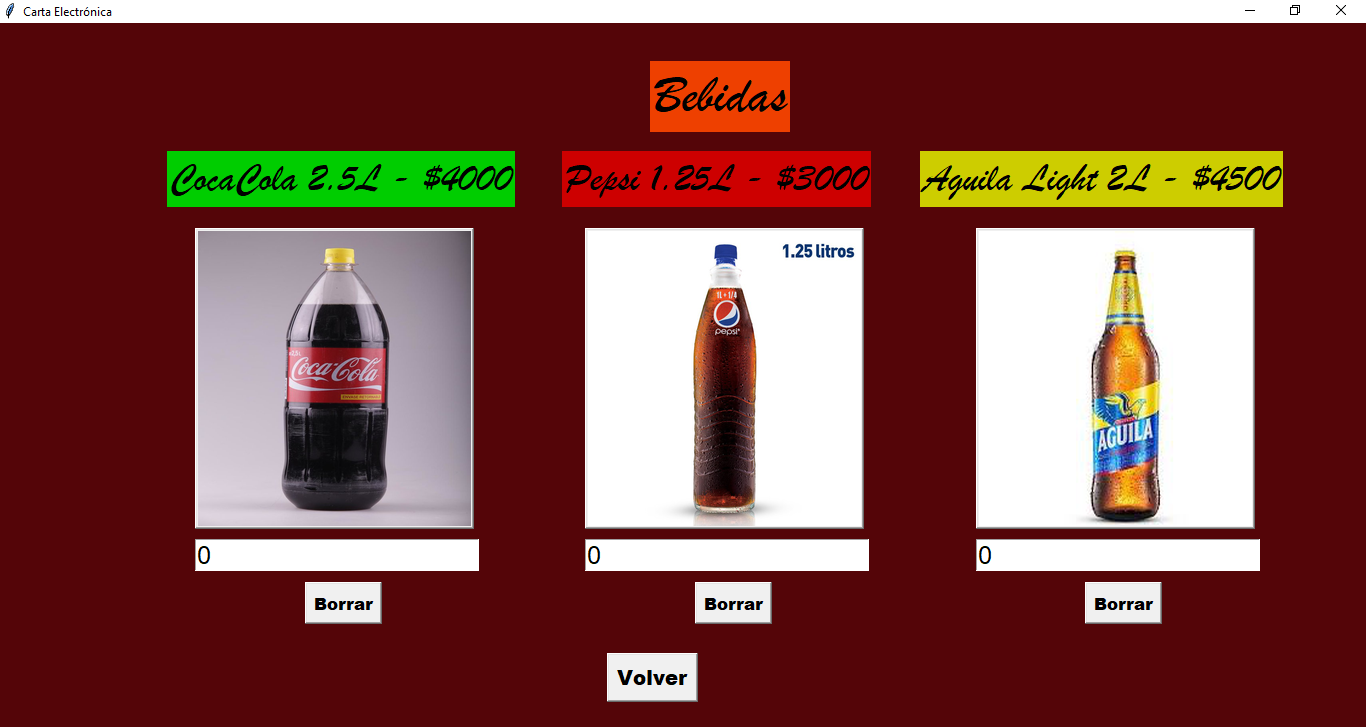 Carta Electrónica
Bebidas
CocaCola 2.5L - $4000
Pepsi 1.25L - $3000
Aguila Light 2L - $4500
Coca-Cola
1.25 litros
1L + 1/4
pepsi
AGUILA
0
0
0
Borrar
Borrar
Borrar
Volver